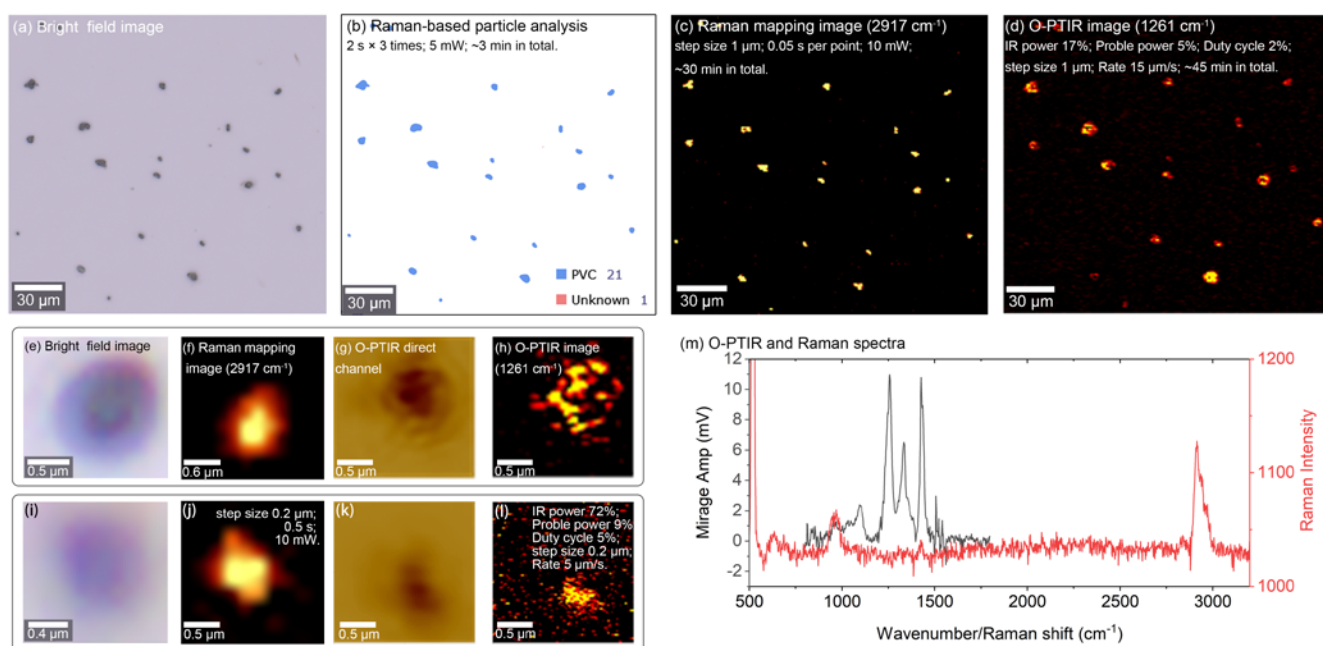 (a) Bright field image
30 µm
(b) Raman-based particle analysis
2 s × 3 times; 5 mW; ~3 min in total.
PVC 21
Unknown 1
30 µm
(c) Raman mapping image (2917 cm⁻¹)
step size 1 µm; 0.05 s per point; 10 mW;
~30 min in total.
30 µm
(d) O-PTIR image (1261 cm⁻¹)
IR power 17%; Proble power 5%; Duty cycle 2%;
step size 1 µm; Rate 15 µm/s; ~45 min in total.
30 µm
(e) Bright field image
0.5 µm
(f) Raman mapping
image (2917 cm⁻¹)
0.6 µm
(g) O-PTIR direct
channel
0.5 µm
(h) O-PTIR image
(1261 cm⁻¹)
0.5 µm
(i)
0.4 µm
(j)
step size 0.2 µm;
0.5 s;
10 mW.
0.5 µm
(k)
0.5 µm
(l)
IR power 72%;
Proble power 9%
Duty cycle 5%;
step size 0.2 µm;
Rate 5 µm/s.
0.5 µm
(m) O-PTIR and Raman spectra
Mirage Amp (mV)
12
10
8
6
4
2
0
-2
500
1000
1500
2000
2500
3000
Wavenumber/Raman shift (cm⁻¹)
1200
1100
1000
Raman Intensity